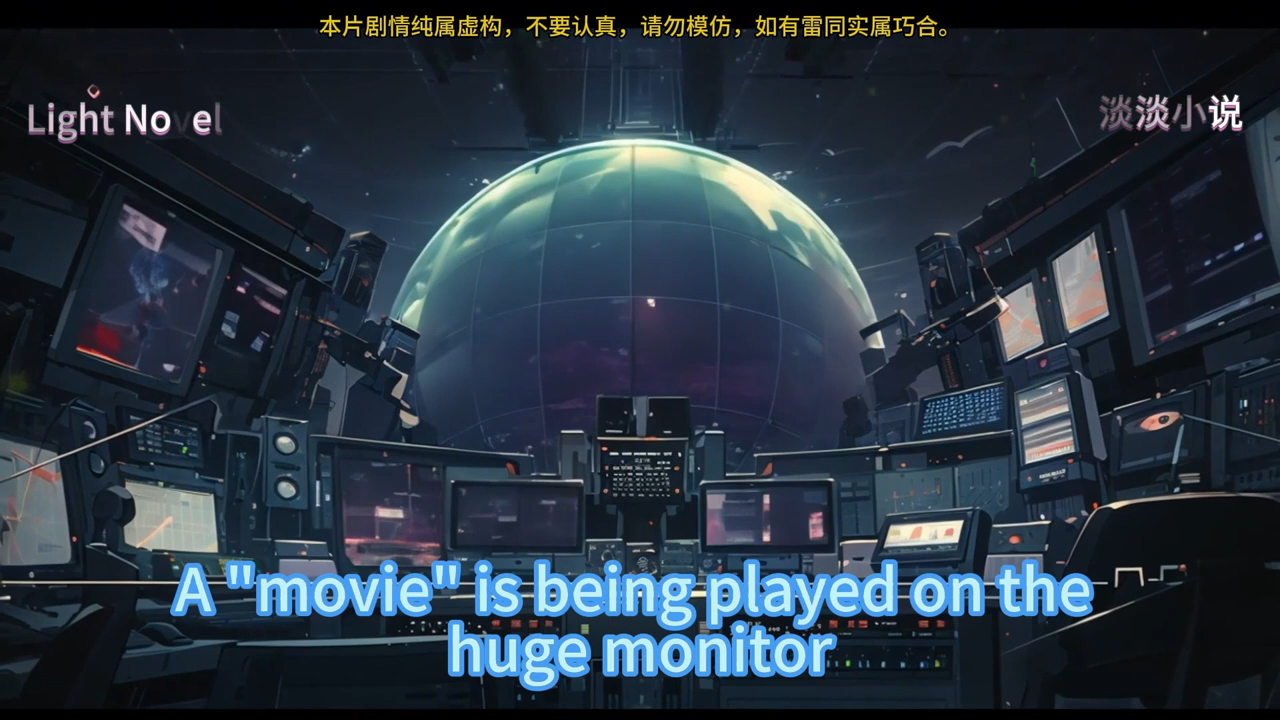 本片剧情纯属虚构，不要认真，请勿模仿，如有雷同实属巧合。
Light Novel
淡淡小说
A "movie" is being played on the
huge monitor